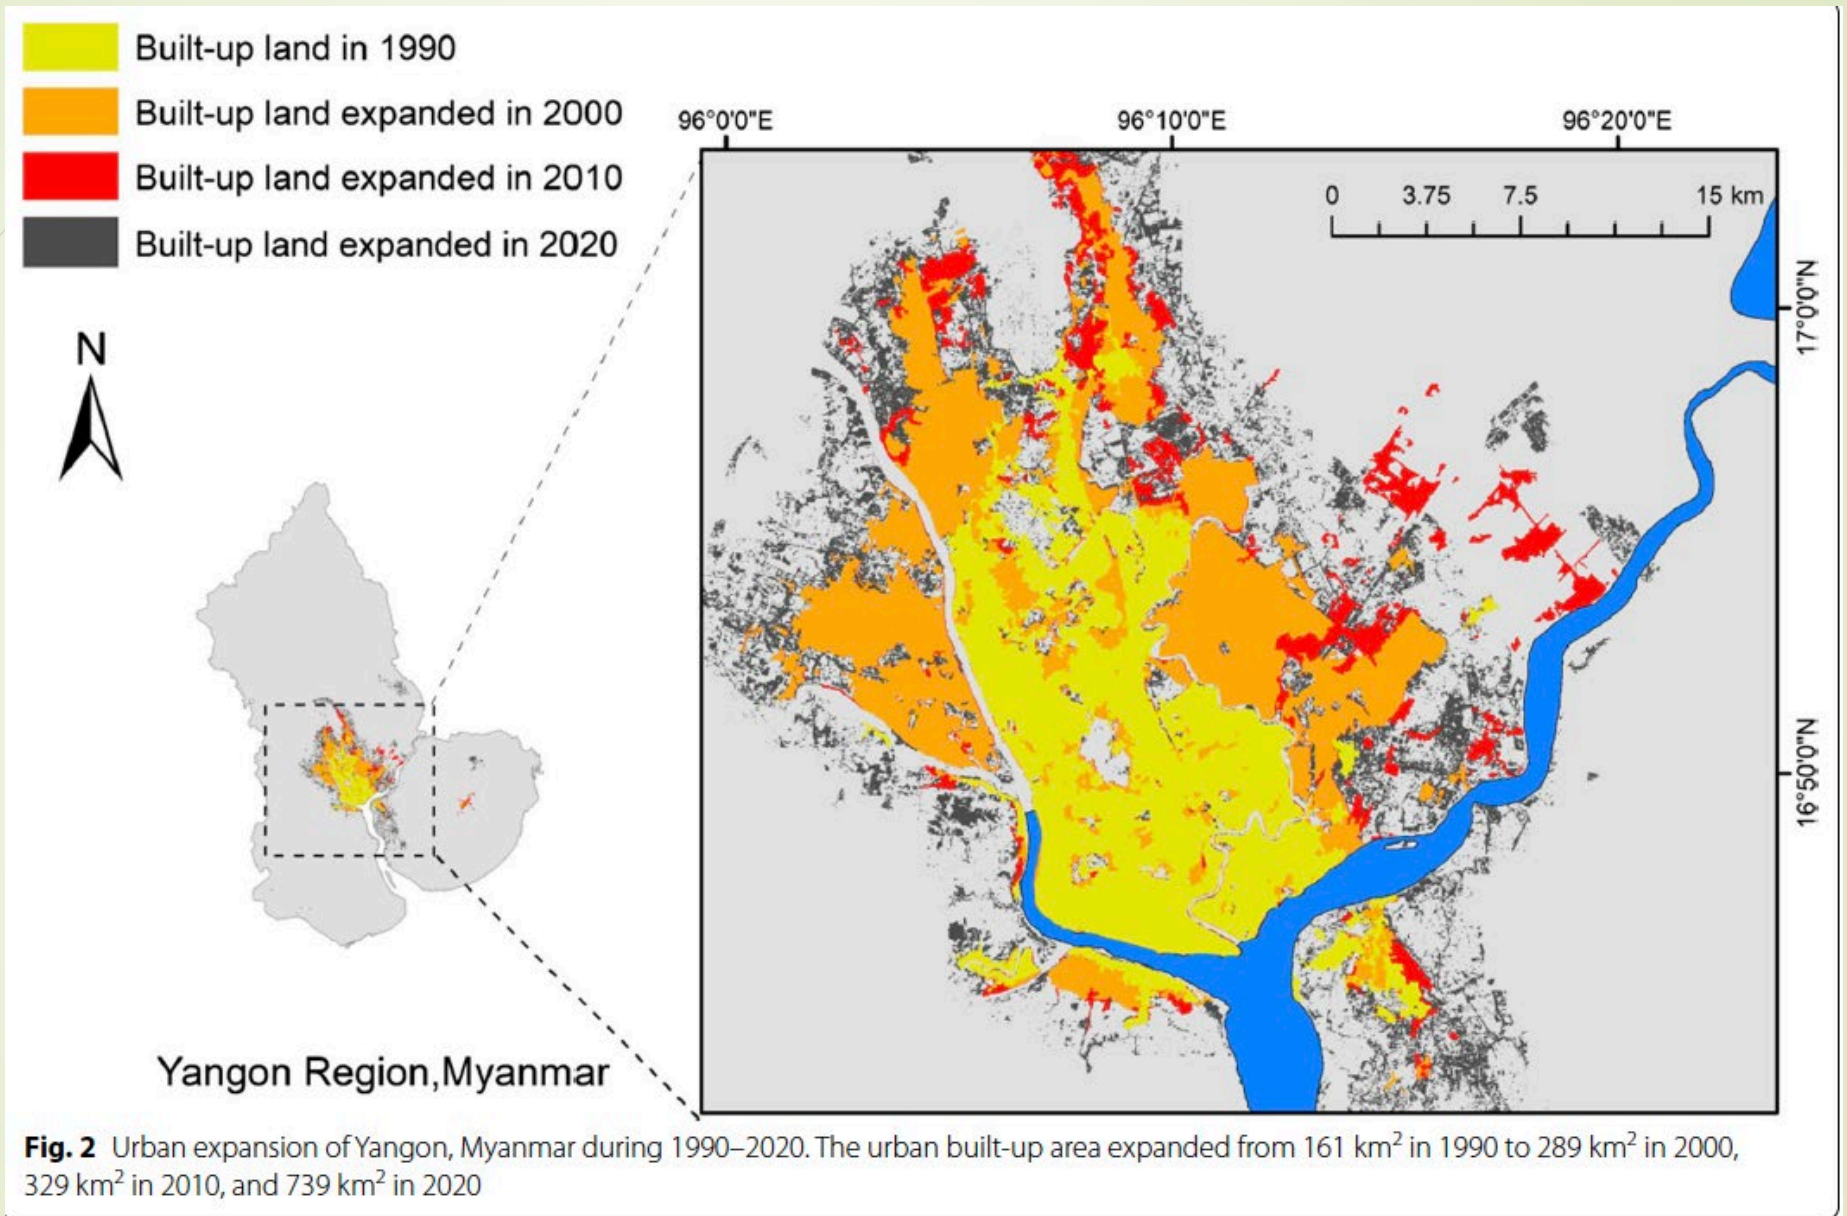 Built-up land in 1990
Built-up land expanded in 2000
Built-up land expanded in 2010
Built-up land expanded in 2020
N
96°0'0"E
96°10'0"E
96°20'0"E
0 3.75 7.5 15 km
17°0'0"N
16°50'0"N
Yangon Region,Myanmar
Fig. 2 Urban expansion of Yangon, Myanmar during 1990–2020. The urban built-up area expanded from 161 km² in 1990 to 289 km² in 2000,
329 km² in 2010, and 739 km² in 2020